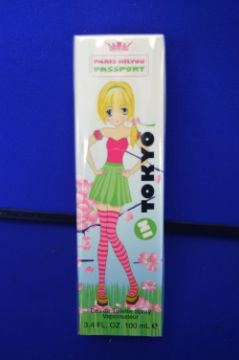 PARIS HILTON
PASSPORT
IN TOKYO
Eau de Toilette Spray
Vaporisateur
3.4 FL. OZ. 100 mL ℮